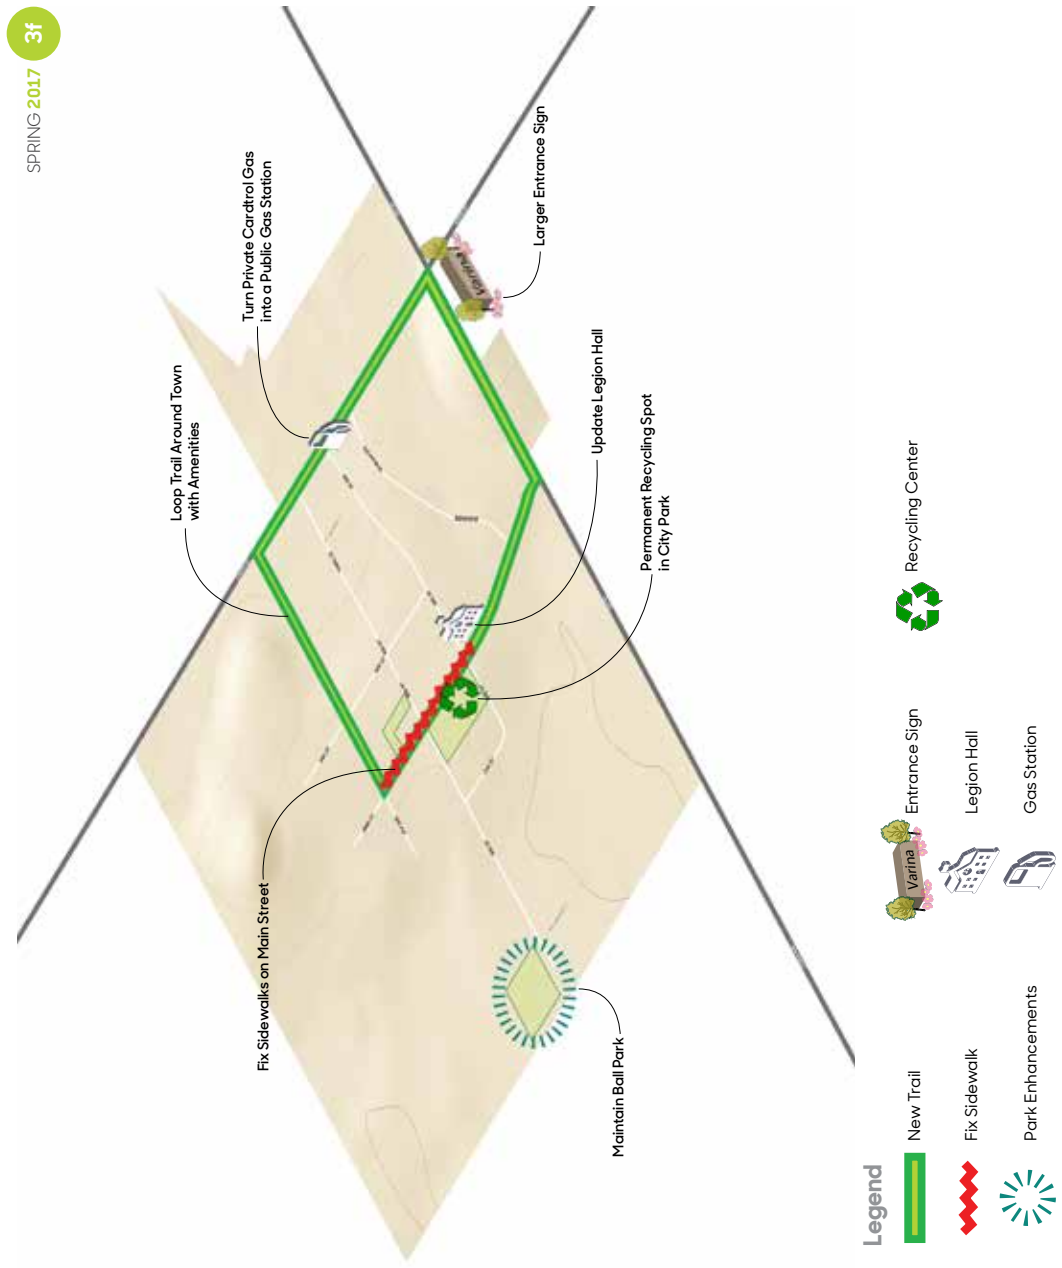 SPRING 2017 3f
Turn Private Cardtrol Gas
into a Public Gas Station
Larger Entrance Sign
Varina
Loop Trail Around Town
with Amenities
Update Legion Hall
Permanent Recycling Spot
in City Park
Fix Sidewalks on Main Street
Maintain Ball Park
Legend
New Trail
Fix Sidewalk
Park Enhancements
Varina
Entrance Sign
Legion Hall
Gas Station
Recycling Center